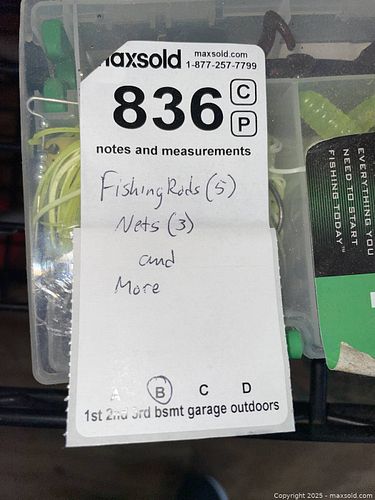 maxsold
maxsold.com
1-877-257-7799
836
C
P
notes and measurements
Fishing Rods (5)
Nets (3)
and
More
A B C D
1st 2nd 3rd bsmt garage outdoors
EVERYTHING YOU
NEED TO START
FISHING TODAY™
Copyright 2025 - maxsold.com